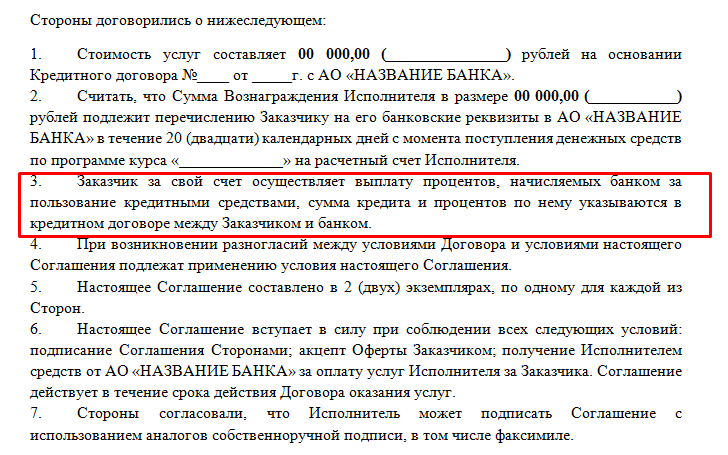 Стороны договорились о нижеследующем:
1. Стоимость услуг составляет 00 000,00 (_______________) рублей на основании
Кредитного договора №____ от _____г. с АО «НАЗВАНИЕ БАНКА».
2. Считать, что Сумма Вознаграждения Исполнителя в размере 00 000,00 (___________)
рублей подлежит перечислению Заказчику на его банковские реквизиты в АО «НАЗВАНИЕ
БАНКА» в течение 20 (двадцати) календарных дней с момента поступления денежных средств
по программе курса «_____________» на расчетный счет Исполнителя.
3. Заказчик за свой счет осуществляет выплату процентов, начисляемых банком за
пользование кредитными средствами, сумма кредита и процентов по нему указываются в
кредитном договоре между Заказчиком и банком.
4. При возникновении разногласий между условиями Договора и условиями настоящего
Соглашения подлежат применению условия настоящего Соглашения.
5. Настоящее Соглашение составлено в 2 (двух) экземплярах, по одному для каждой из
Сторон.
6. Настоящее Соглашение вступает в силу при соблюдении всех следующих условий:
подписание Соглашения Сторонами; акцепт Оферты Заказчиком; получение Исполнителем
средств от АО «НАЗВАНИЕ БАНКА» за оплату услуг Исполнителя за Заказчика. Соглашение
действует в течение срока действия Договора оказания услуг.
7. Стороны согласовали, что Исполнитель может подписать Соглашение с
использованием аналогов собственноручной подписи, в том числе факсимиле.